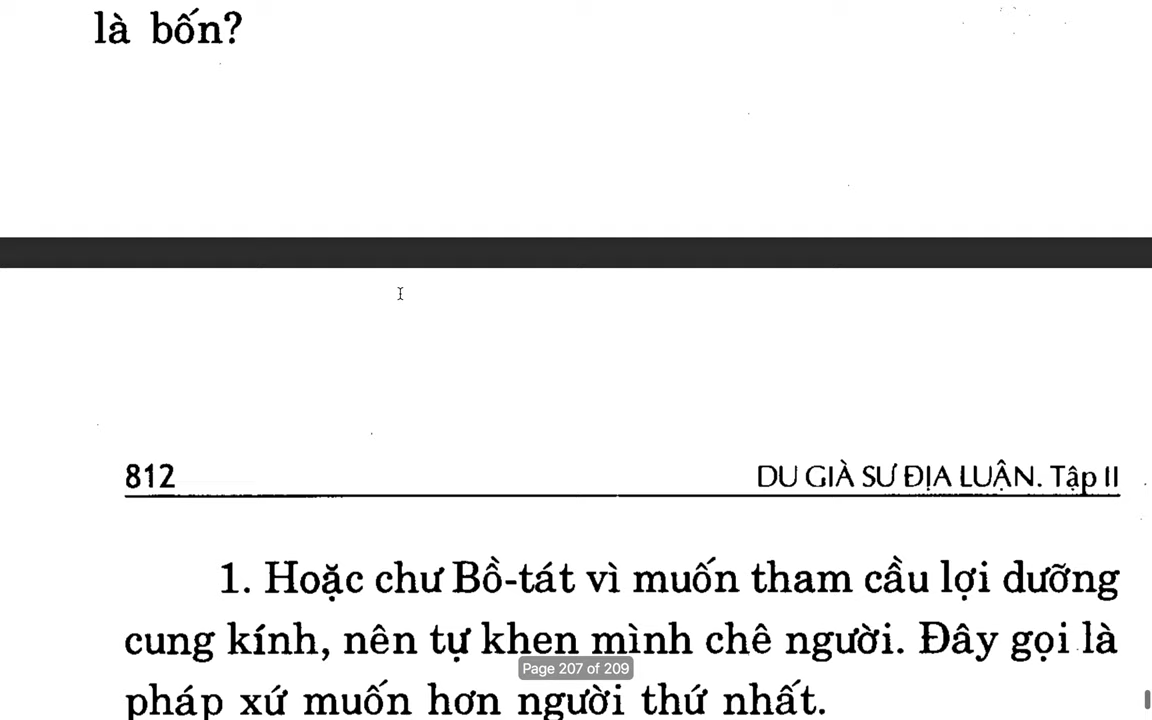 là bốn?
812
DU GIÀ SƯ ĐỊA LUẬN. Tập II
1. Hoặc chư Bồ-tát vì muốn tham cầu lợi dưỡng
cung kính, nên tự khen mình chê người. Đây gọi là
Page 207 of 209
pháp xứ muốn hơn người thứ nhất.